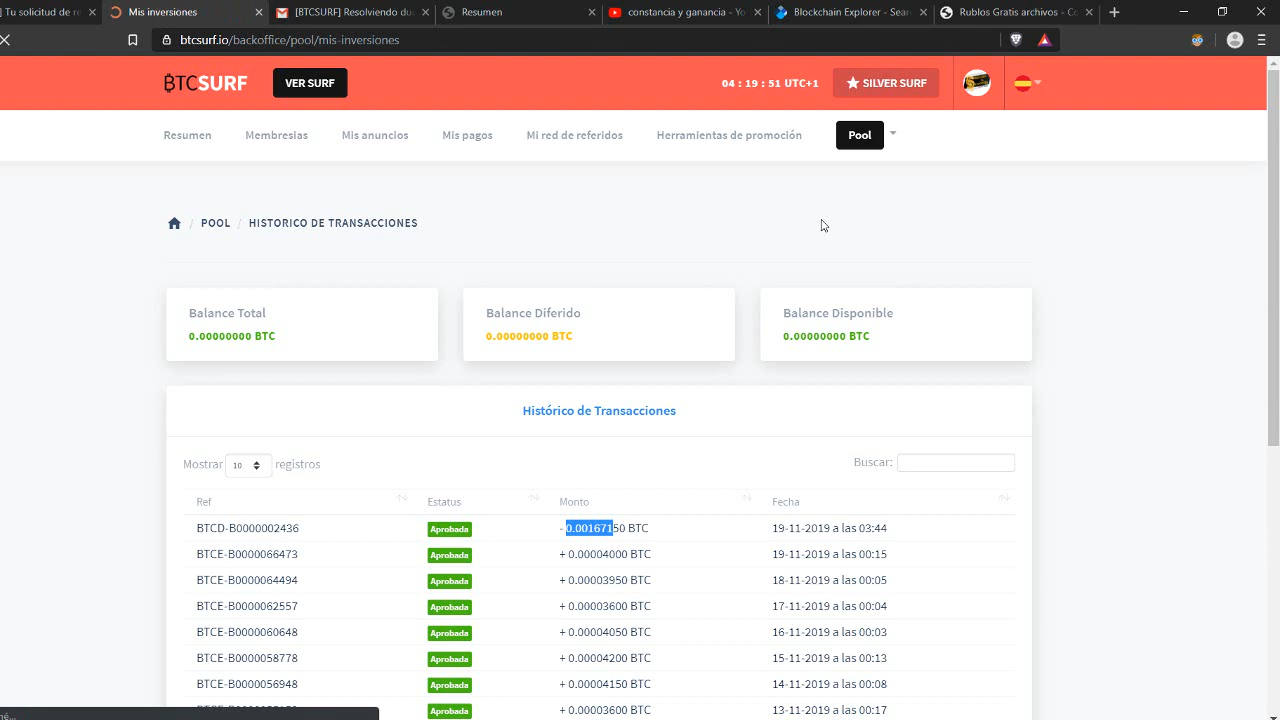 Tu solicitud de re
Mis inversiones
[BTCSURF] Resolviendo du
Resumen
constancia y ganancia - Yo
Blockchain Explorer - Sear
Rublos Gratis archivos - Co
btcsurf.io/backoffice/pool/mis-inversiones
BTCSURF
VER SURF
04 : 19 : 51 UTC+1
SILVER SURF
Resumen
Membresias
Mis anuncios
Mis pagos
Mi red de referidos
Herramientas de promoción
Pool
/ POOL / HISTORICO DE TRANSACCIONES
Balance Total
0.00000000 BTC
Balance Diferido
0.00000000 BTC
Balance Disponible
0.00000000 BTC
Histórico de Transacciones
Mostrar 10 registros
Buscar:
Ref Estatus Monto Fecha
BTCD-B0000002436 Aprobada - 0.00167150 BTC 19-11-2019 a las 03:44
BTCE-B0000066473 Aprobada + 0.00004000 BTC 19-11-2019 a las 00:15
BTCE-B0000064494 Aprobada + 0.00003950 BTC 18-11-2019 a las 00:05
BTCE-B0000062557 Aprobada + 0.00003600 BTC 17-11-2019 a las 00:04
BTCE-B0000060648 Aprobada + 0.00004050 BTC 16-11-2019 a las 00:03
BTCE-B0000058778 Aprobada + 0.00004200 BTC 15-11-2019 a las 00:13
BTCE-B0000056948 Aprobada + 0.00004150 BTC 14-11-2019 a las 00:08
Aprobada + 0.00003600 BTC 13-11-2019 a las 00:17